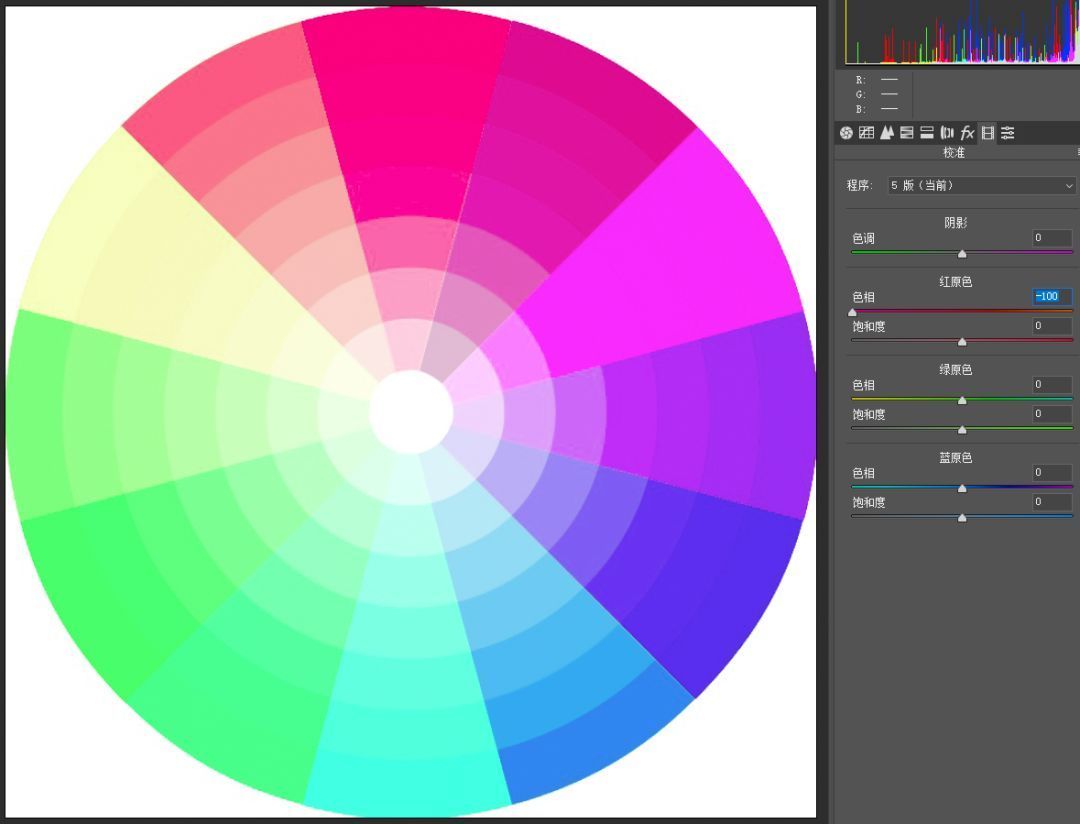 R: —
G: —
B: —
fx
校准
程序: 5 版（当前）
阴影
色调 0
红原色
色相 -100
饱和度 0
绿原色
色相 0
饱和度 0
蓝原色
色相 0
饱和度 0